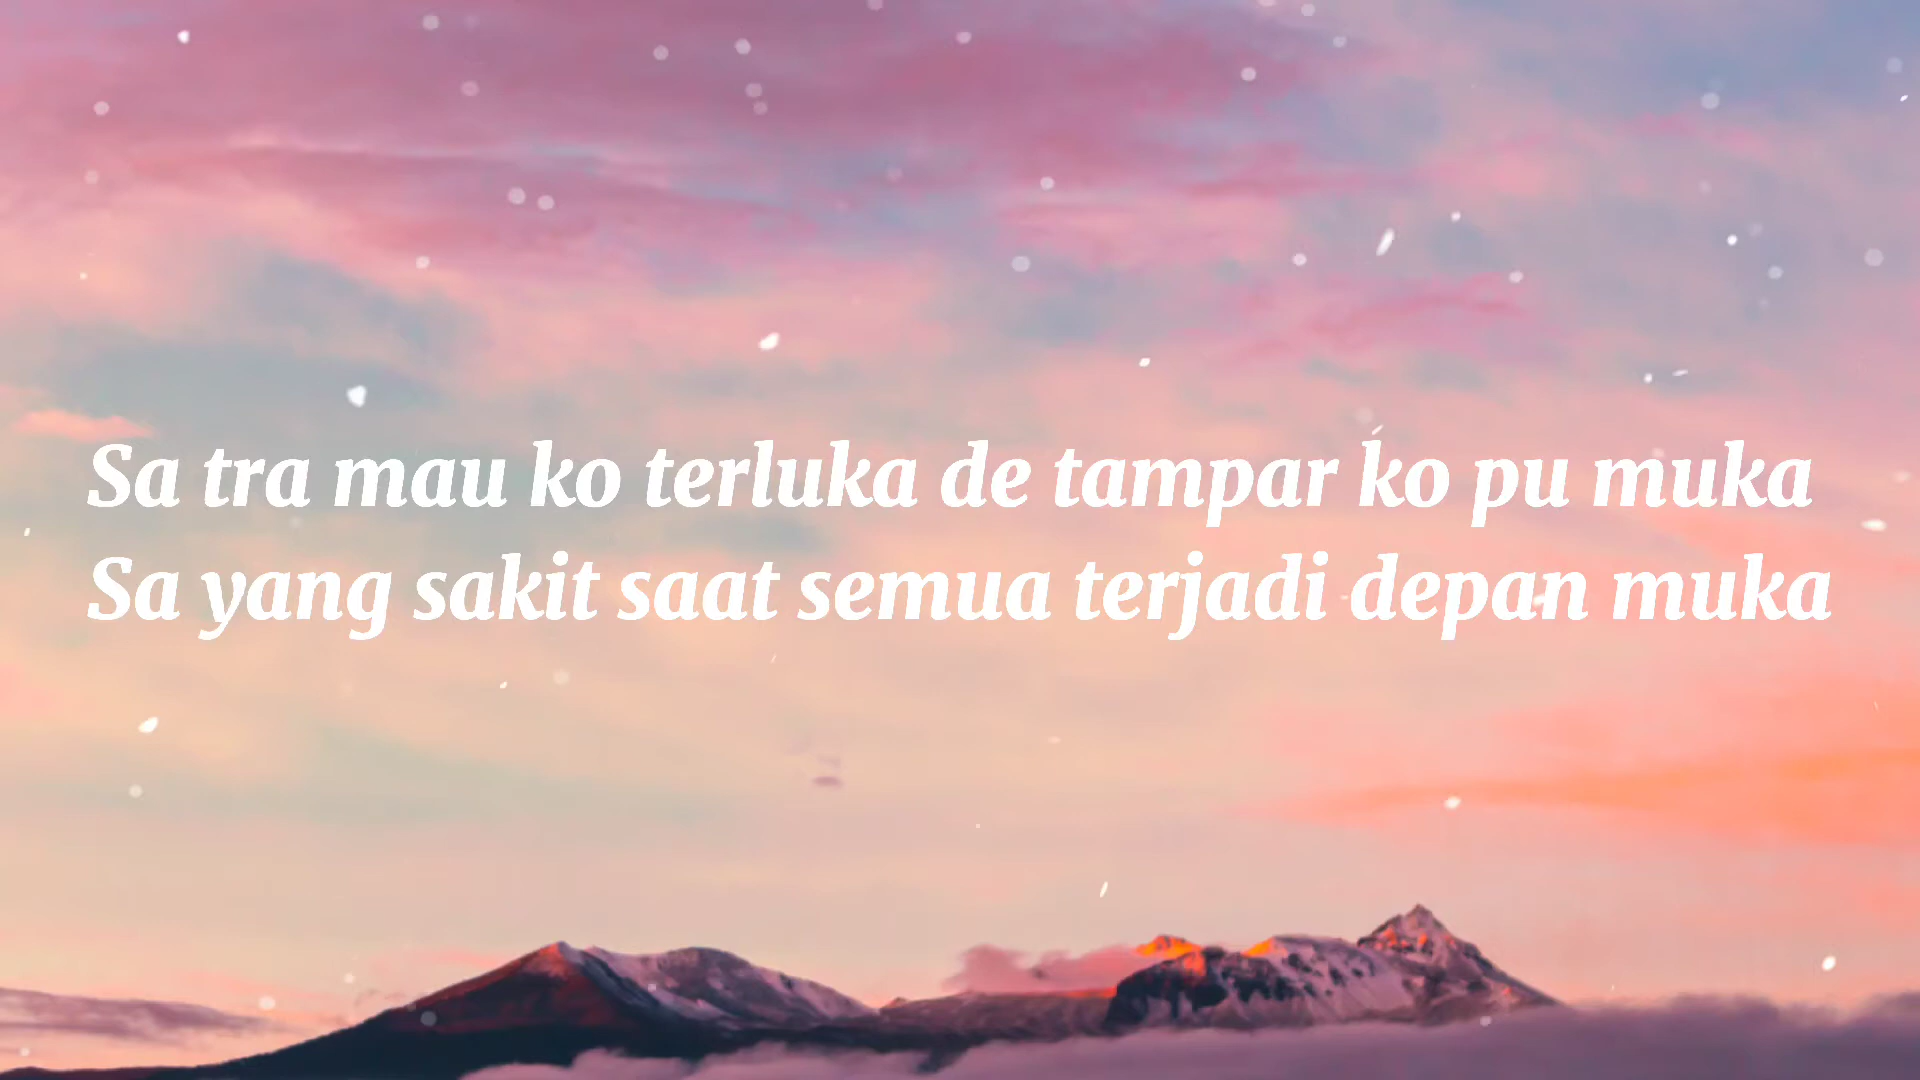 Sa tra mau ko terluka de tampar ko pu muka
Sa yang sakit saat semua terjadi depan muka